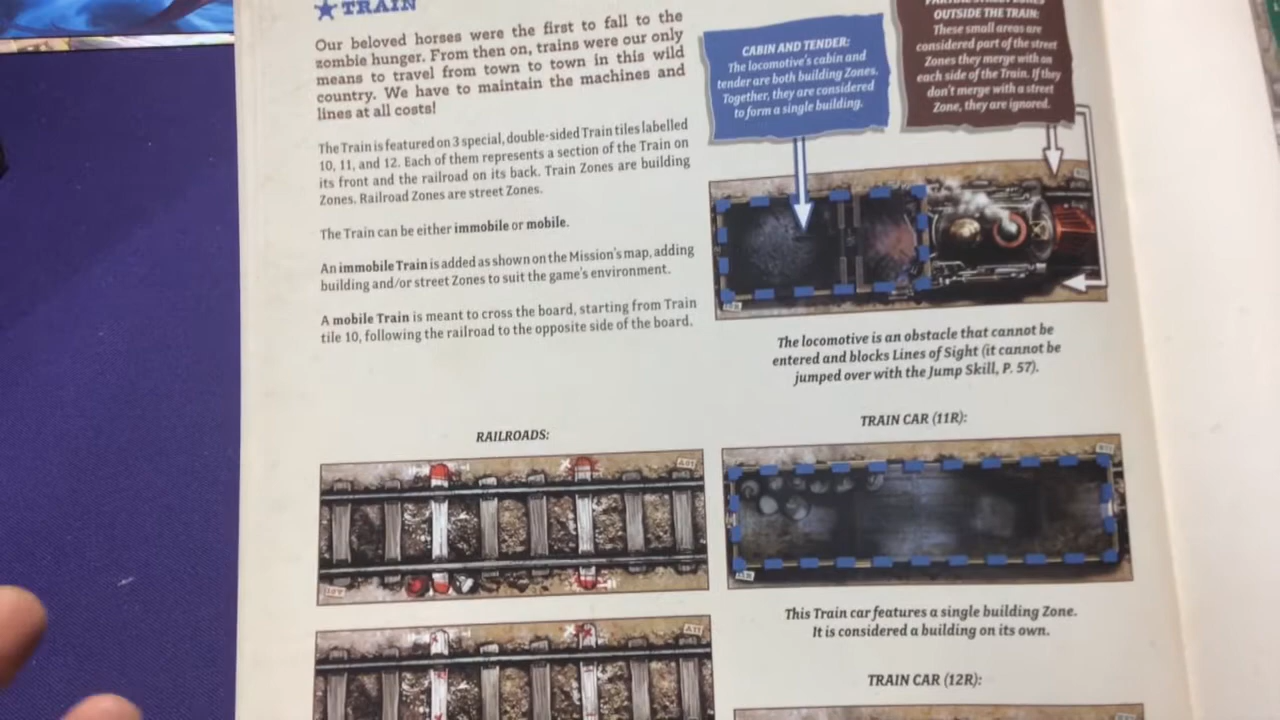 TRAIN
Our beloved horses were the first to fall to the
zombie hunger. From then on, trains were our only
means to travel from town to town in this wild
country. We have to maintain the machines and
lines at all costs!
The Train is featured on 3 special, double-sided Train tiles labelled
10, 11, and 12. Each of them represents a section of the Train on
its front and the railroad on its back. Train Zones are building
Zones. Railroad Zones are street Zones.
The Train can be either immobile or mobile.
An immobile Train is added as shown on the Mission's map, adding
building and/or street Zones to suit the game's environment.
A mobile Train is meant to cross the board, starting from Train
tile 10, following the railroad to the opposite side of the board.
CABIN AND TENDER:
The locomotive's cabin and
tender are both building Zones.
Together, they are considered
to form a single building.
OUTSIDE THE TRAIN:
These small areas are
considered part of the street
Zones they merge with on
each side of the Train. If they
don't merge with a street
Zone, they are ignored.
The locomotive is an obstacle that cannot be
entered and blocks Lines of Sight (it cannot be
jumped over with the Jump Skill, P. 57).
RAILROADS:
TRAIN CAR (11R):
This Train car features a single building Zone.
It is considered a building on its own.
TRAIN CAR (12R):